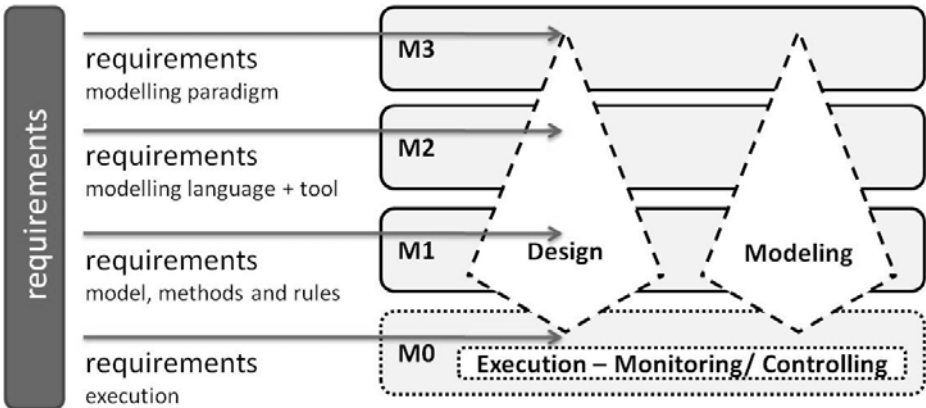 requirements
requirements
modelling paradigm
requirements
modelling language + tool
requirements
model, methods and rules
requirements
execution
M3
M2
M1
Design
Modeling
M0
Execution – Monitoring/ Controlling